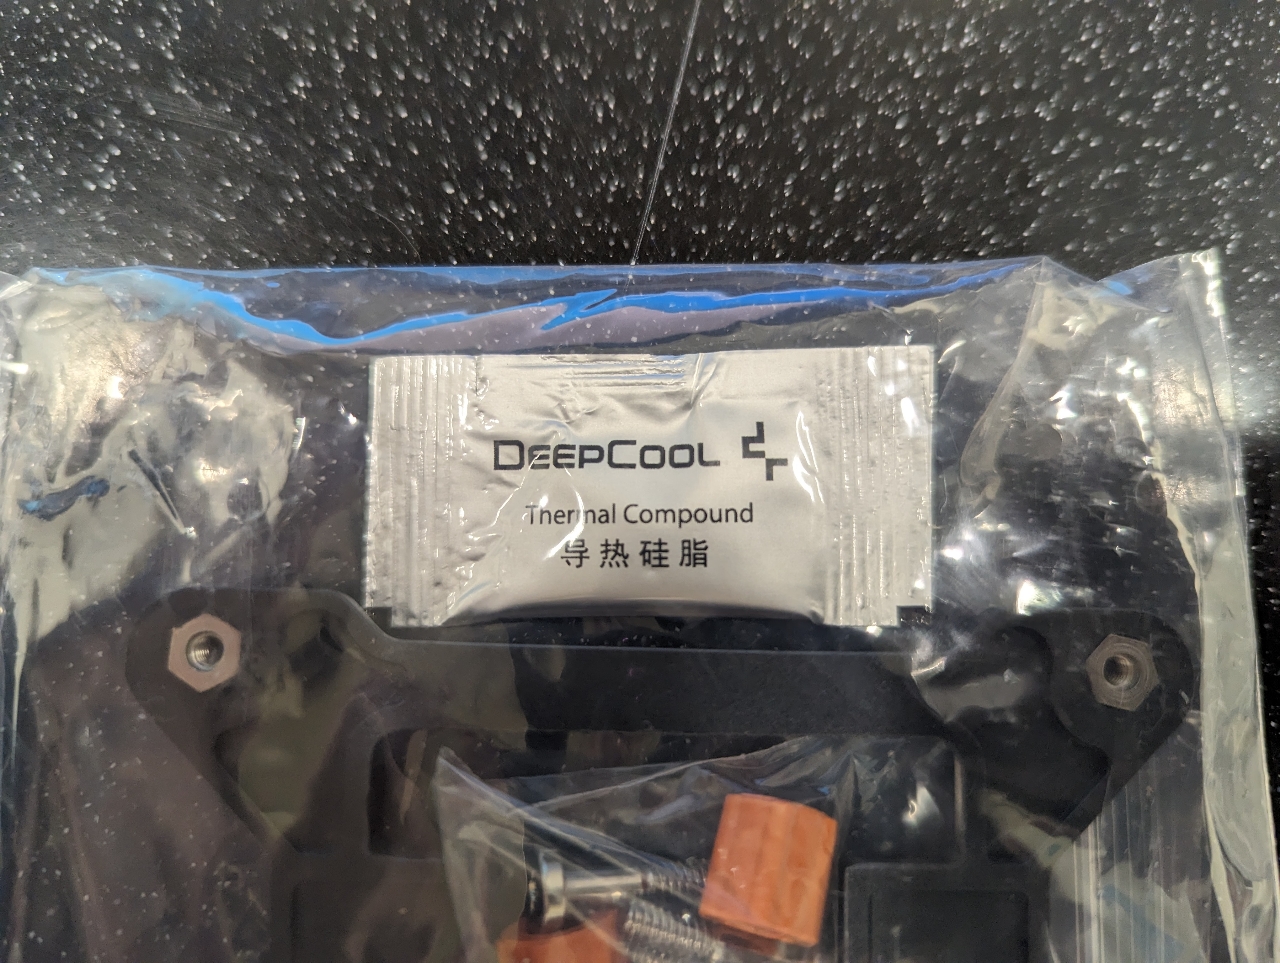 DEEPCOOL
Thermal Compound
导热硅脂